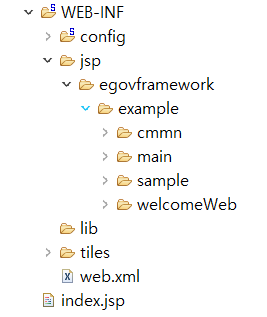 WEB-INF
config
jsp
egovframework
example
cmmn
main
sample
welcomeWeb
lib
tiles
web.xml
index.jsp